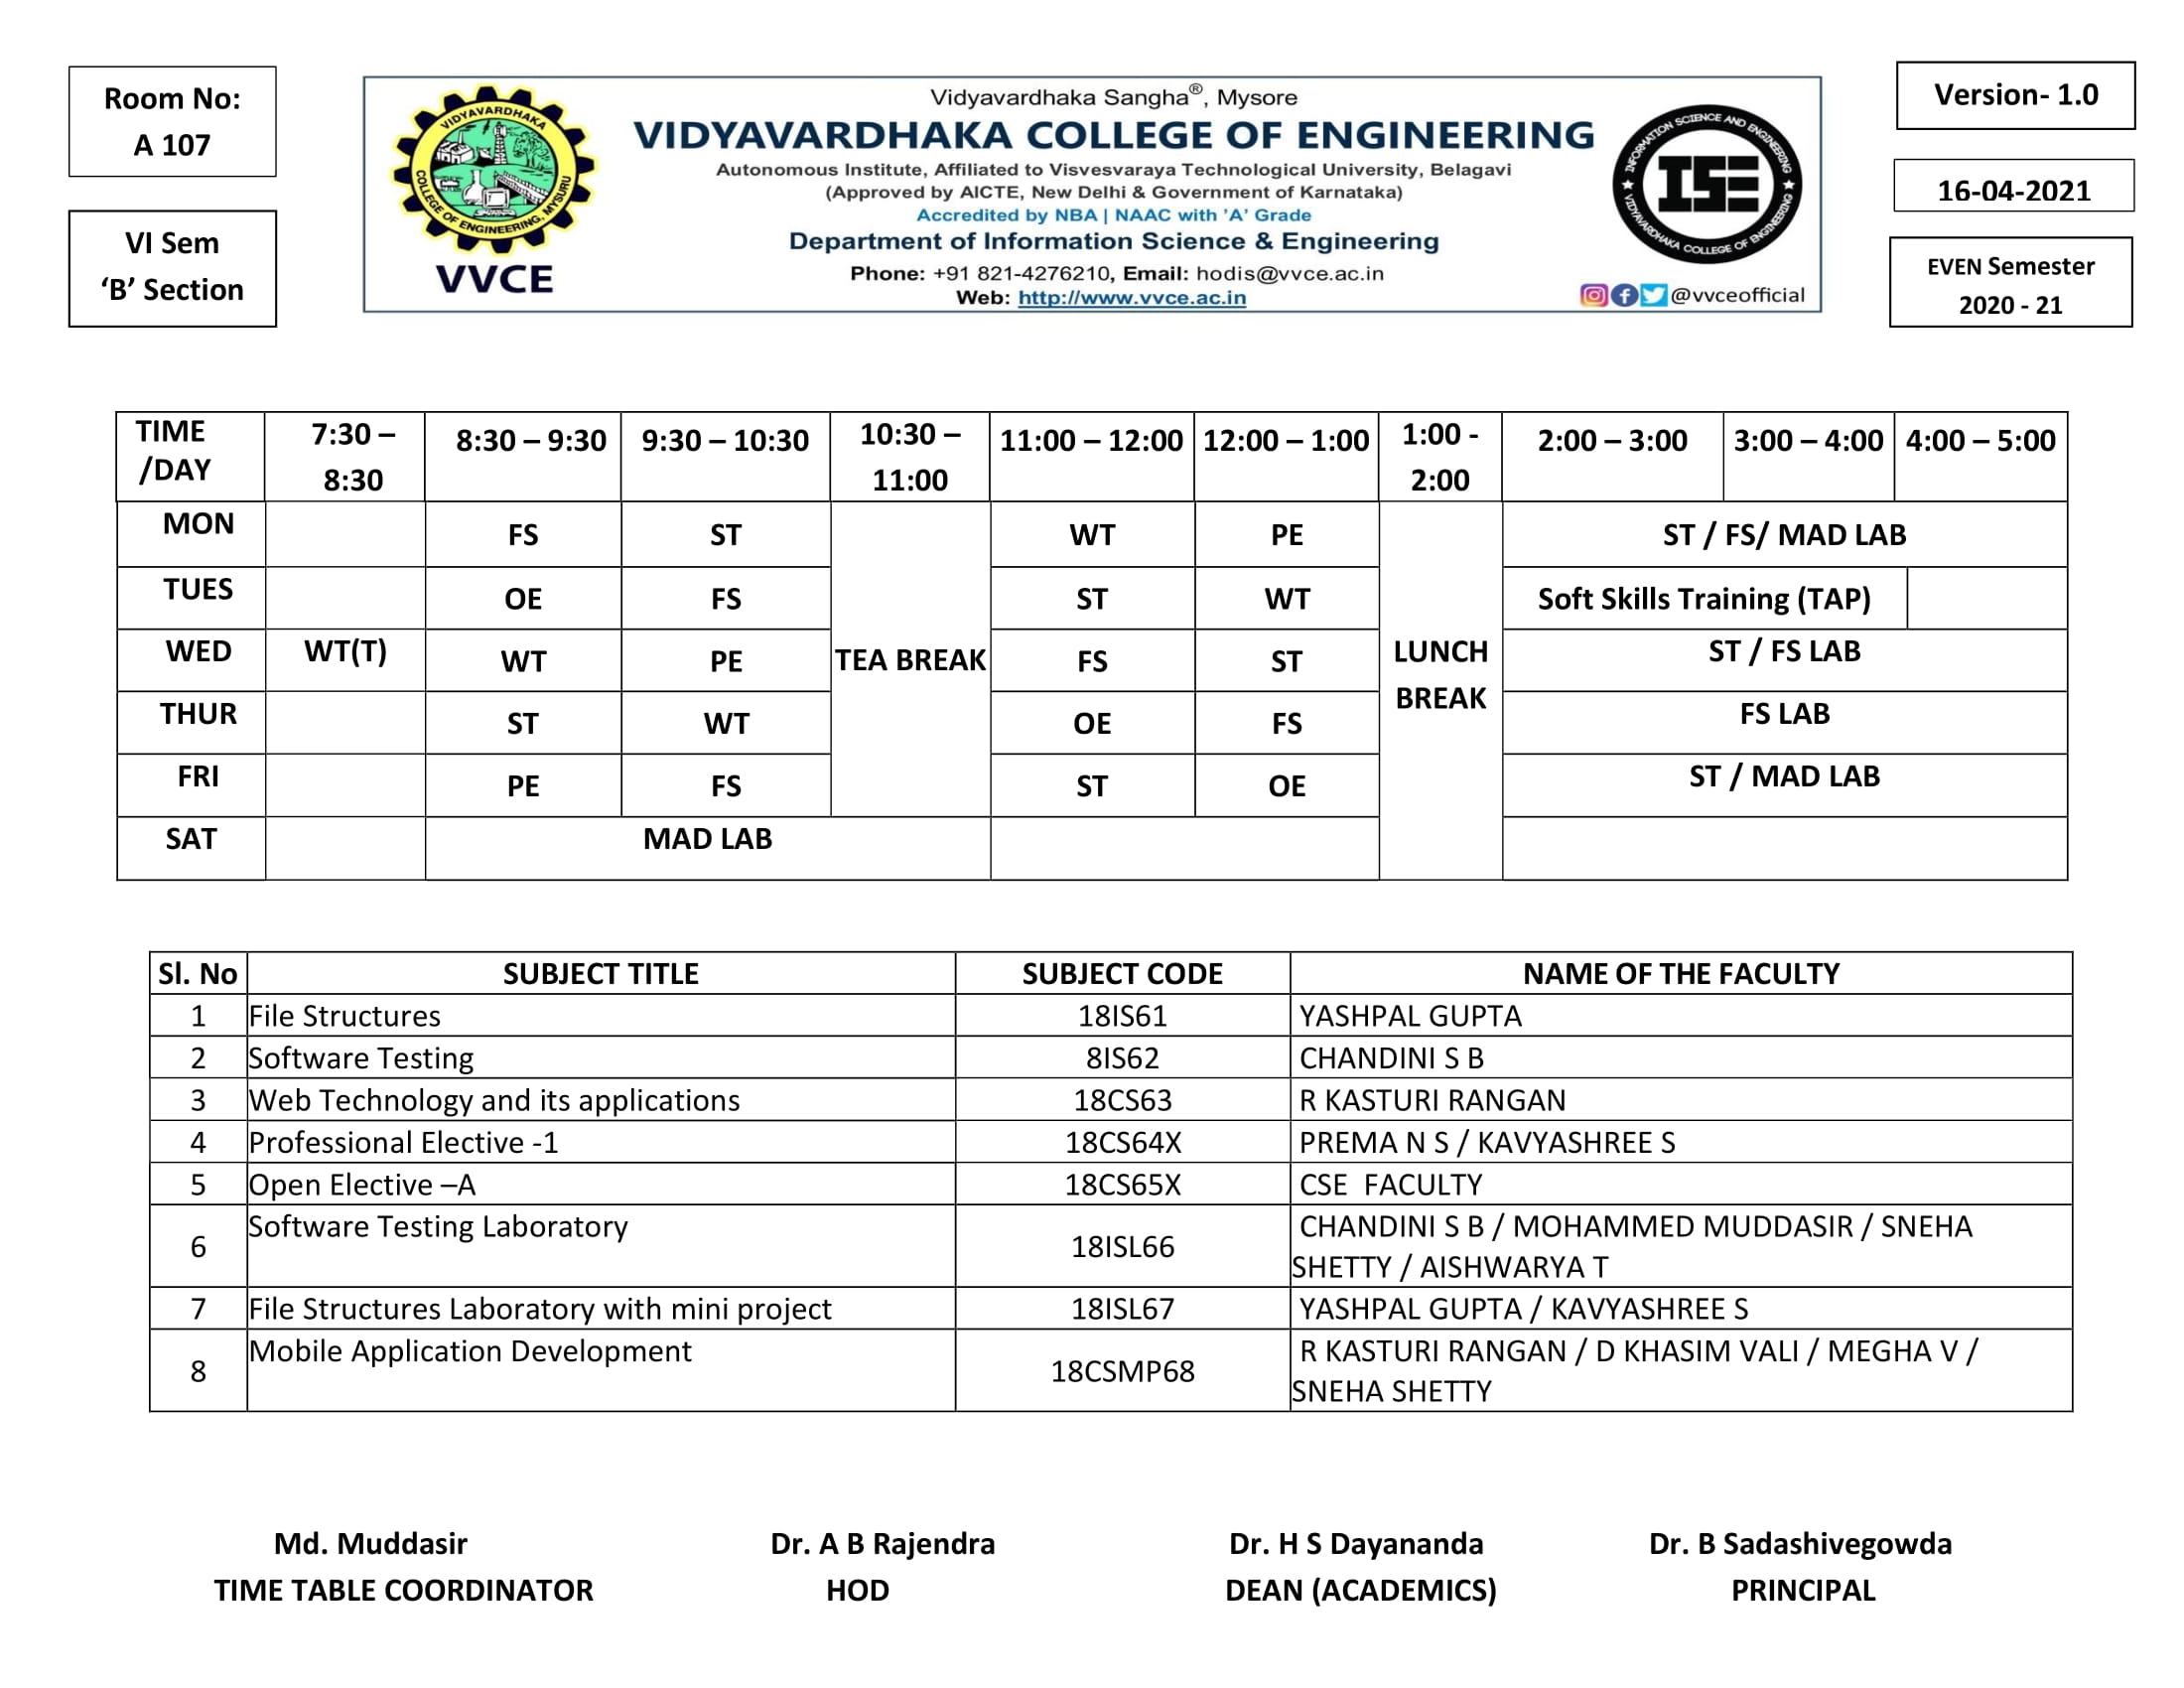 Room No:
A 107
VI Sem
‘B’ Section
VIDYAVARDHAKA
COLLEGE OF ENGINEERING, MYSURU
VVCE
Vidyavardhaka Sangha®, Mysore
VIDYAVARDHAKA COLLEGE OF ENGINEERING
Autonomous Institute, Affiliated to Visvesvaraya Technological University, Belagavi
(Approved by AICTE, New Delhi & Government of Karnataka)
Accredited by NBA | NAAC with ’A’ Grade
Department of Information Science & Engineering
Phone: +91 821-4276210, Email: hodis@vvce.ac.in
Web: http://www.vvce.ac.in
INFORMATION SCIENCE AND ENGINEERING
ISE
VIDYAVARDHAKA COLLEGE OF ENGINEERING
@vvceofficial
Version- 1.0
16-04-2021
EVEN Semester
2020 - 21
TIME /DAY 7:30 – 8:30 8:30 – 9:30 9:30 – 10:30 10:30 – 11:00 11:00 – 12:00 12:00 – 1:00 1:00 - 2:00 2:00 – 3:00 3:00 – 4:00 4:00 – 5:00
MON FS ST WT PE ST / FS/ MAD LAB
TUES OE FS ST WT Soft Skills Training (TAP)
WED WT(T) WT PE TEA BREAK FS ST LUNCH BREAK ST / FS LAB
THUR ST WT OE FS FS LAB
FRI PE FS ST OE ST / MAD LAB
SAT MAD LAB
Sl. No SUBJECT TITLE SUBJECT CODE NAME OF THE FACULTY
1 File Structures 18IS61 YASHPAL GUPTA
2 Software Testing 8IS62 CHANDINI S B
3 Web Technology and its applications 18CS63 R KASTURI RANGAN
4 Professional Elective -1 18CS64X PREMA N S / KAVYASHREE S
5 Open Elective –A 18CS65X CSE FACULTY
6 Software Testing Laboratory 18ISL66 CHANDINI S B / MOHAMMED MUDDASIR / SNEHA
SHETTY / AISHWARYA T
7 File Structures Laboratory with mini project 18ISL67 YASHPAL GUPTA / KAVYASHREE S
8 Mobile Application Development 18CSMP68 R KASTURI RANGAN / D KHASIM VALI / MEGHA V /
SNEHA SHETTY
Md. Muddasir Dr. A B Rajendra Dr. H S Dayananda Dr. B Sadashivegowda
TIME TABLE COORDINATOR HOD DEAN (ACADEMICS) PRINCIPAL